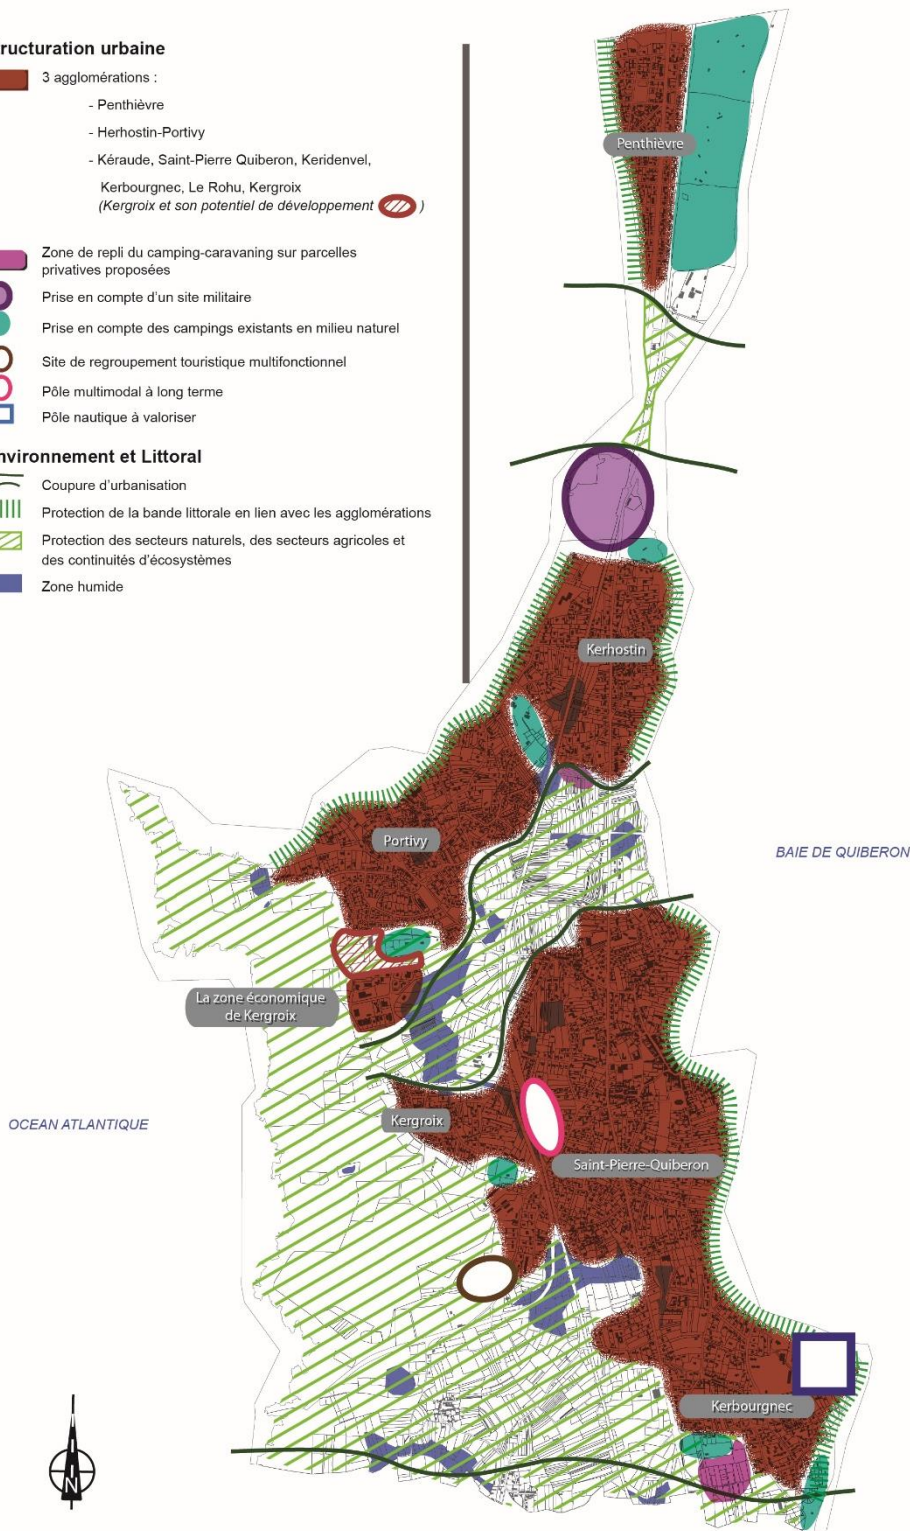 ructuration urbaine
3 agglomérations :
- Penthièvre
- Herhostin-Portivy
- Kéraude, Saint-Pierre Quiberon, Keridenvel,
Kerbourgnec, Le Rohu, Kergroix
(Kergroix et son potentiel de développement )
Zone de repli du camping-caravaning sur parcelles
privatives proposées
Prise en compte d'un site militaire
Prise en compte des campings existants en milieu naturel
Site de regroupement touristique multifonctionnel
Pôle multimodal à long terme
Pôle nautique à valoriser
nvironnement et Littoral
Coupure d'urbanisation
Protection de la bande littorale en lien avec les agglomérations
Protection des secteurs naturels, des secteurs agricoles et
des continuités d'écosystèmes
Zone humide
Penthièvre
Kerhostin
Portivy
BAIE DE QUIBERON
La zone économique
de Kergroix
OCEAN ATLANTIQUE
Kergroix
Saint-Pierre-Quiberon
Kerbourgnec
N